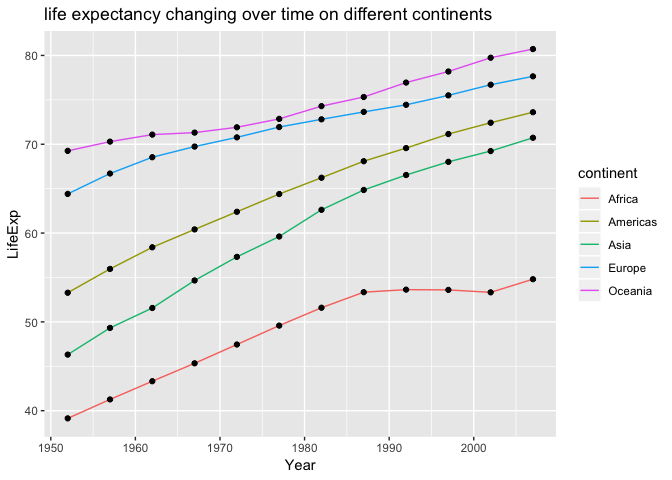 life expectancy changing over time on different continents
LifeExp
80
70
60
50
40
1950
1960
1970
1980
1990
2000
Year
continent
Africa
Americas
Asia
Europe
Oceania